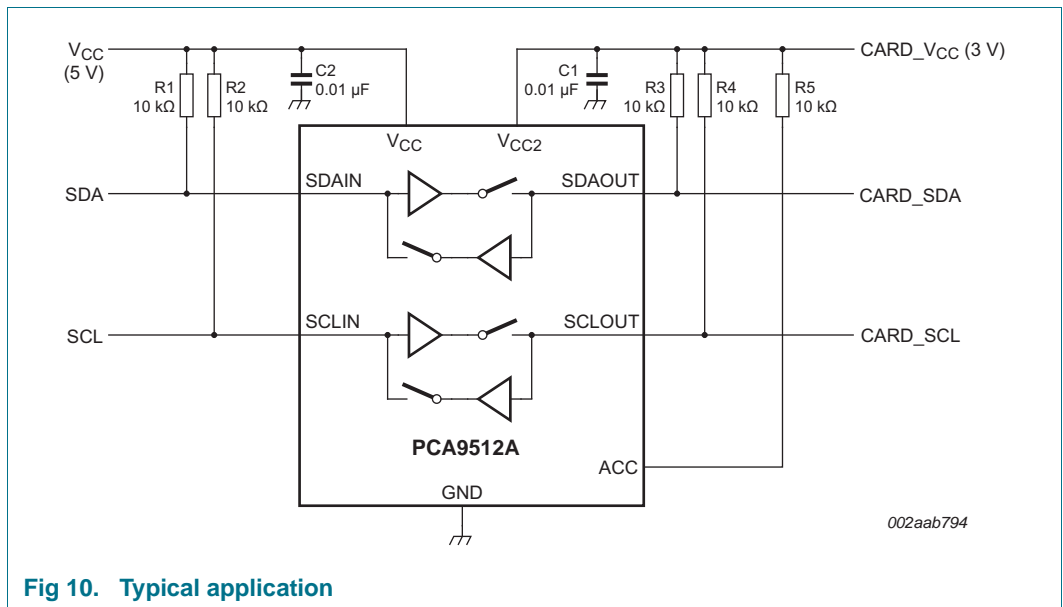 VCC
(5 V)
C2
0.01 μF
C1
0.01 μF
CARD_VCC (3 V)
R1
10 kΩ
R2
10 kΩ
R3
10 kΩ
R4
10 kΩ
R5
10 kΩ
VCC
VCC2
SDA
SDAIN
SDAOUT
CARD_SDA
SCL
SCLIN
SCLOUT
CARD_SCL
PCA9512A
ACC
GND
002aab794
Fig 10. Typical application